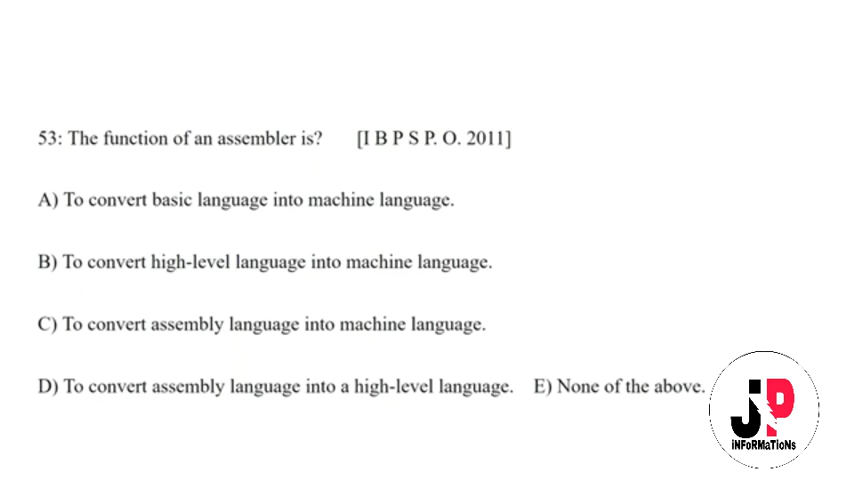 53: The function of an assembler is? [I B P S P. O. 2011]
A) To convert basic language into machine language.
B) To convert high-level language into machine language.
C) To convert assembly language into machine language.
D) To convert assembly language into a high-level language. E) None of the above.
JP
iNFoRMaTioNs